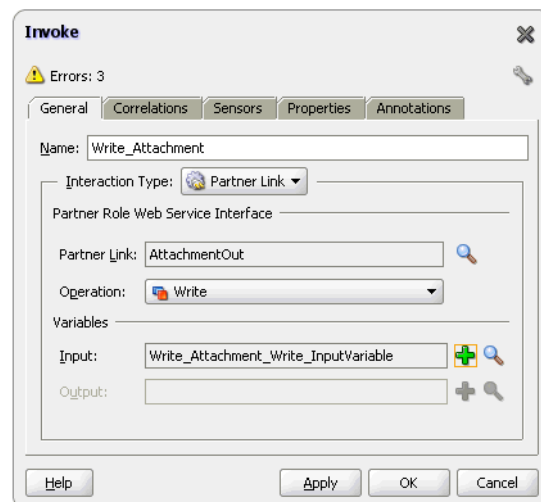 Invoke
Errors: 3
General Correlations Sensors Properties Annotations
Name: Write_Attachment
Interaction Type: Partner Link
Partner Role Web Service Interface
Partner Link: AttachmentOut
Operation: Write
Variables
Input: Write_Attachment_Write_InputVariable
Output:
Help Apply OK Cancel